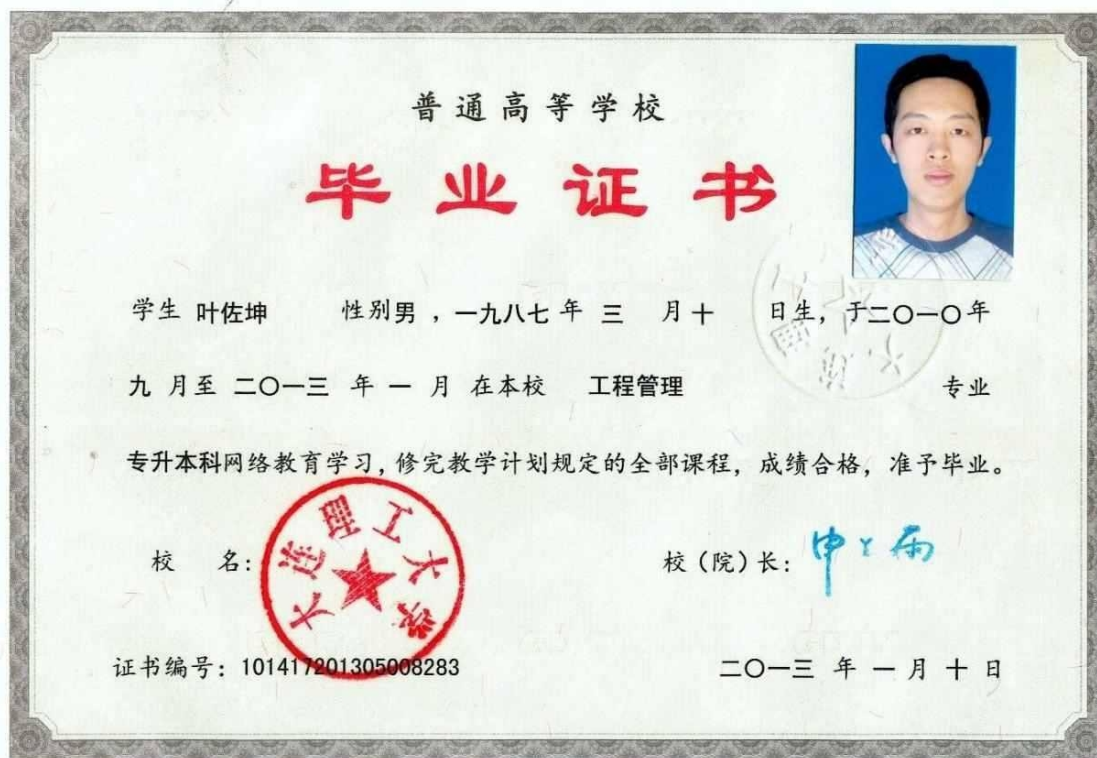 普通高等学校
毕业证书
学生 叶佐坤 性别男，一九八七年 三 月十 日生，于二〇一〇年
九 月至 二〇一三 年 一 月 在本校 工程管理 专业
专升本科网络教育学习，修完教学计划规定的全部课程，成绩合格，准予毕业。
校 名：
大连理工大学
校（院）长：
证书编号：101417201305008283
二〇一三 年 一 月 十 日